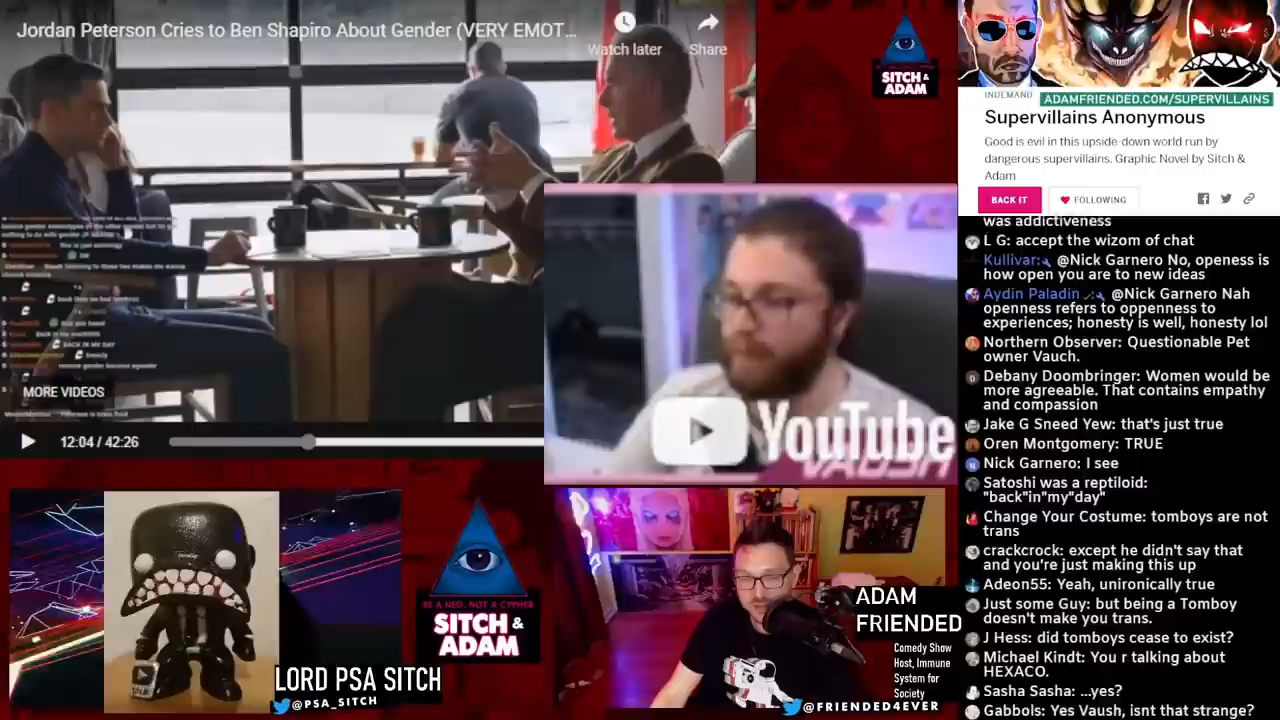 Jordan Peterson Cries to Ben Shapiro About Gender (VERY EMOT...
Watch later
Share
SITCH &
ADAM
MORE VIDEOS
12:04 / 42:26
YouTube
VAUSH
INDEMAND
ADAMFRIENDED.COM/SUPERVILLAINS
Supervillains Anonymous
Good is evil in this upside-down world run by
dangerous supervillains. Graphic Novel by Sitch &
Adam
BACK IT
FOLLOWING
was addictiveness
L G: accept the wizom of chat
Kullivar: @Nick Garnero No, openess is
how open you are to new ideas
Aydin Paladin @Nick Garnero Nah
openness refers to oppenness to
experiences; honesty is well, honesty lol
Northern Observer: Questionable Pet
owner Vauch.
Debany Doombringer: Women would be
more agreeable. That contains empathy
and compassion
Jake G Sneed Yew: that's just true
Oren Montgomery: TRUE
Nick Garnero: I see
Satoshi was a reptiloid:
"back"in"my"day"
Change Your Costume: tomboys are not
trans
crackcrock: except he didn't say that
and you're just making this up
Adeon55: Yeah, unironically true
Just some Guy: but being a Tomboy
doesn't make you trans.
J Hess: did tomboys cease to exist?
Michael Kindt: You r talking about
HEXACO.
Sasha Sasha: ...yes?
Gabbols: Yes Vaush, isnt that strange?
BE A NEO, NOT A CYPHER
SITCH &
ADAM
LORD PSA SITCH
@PSA_SITCH
ADAM
FRIENDED
Comedy Show
Host, Immune
System for
Society
@FRIENDED4EVER